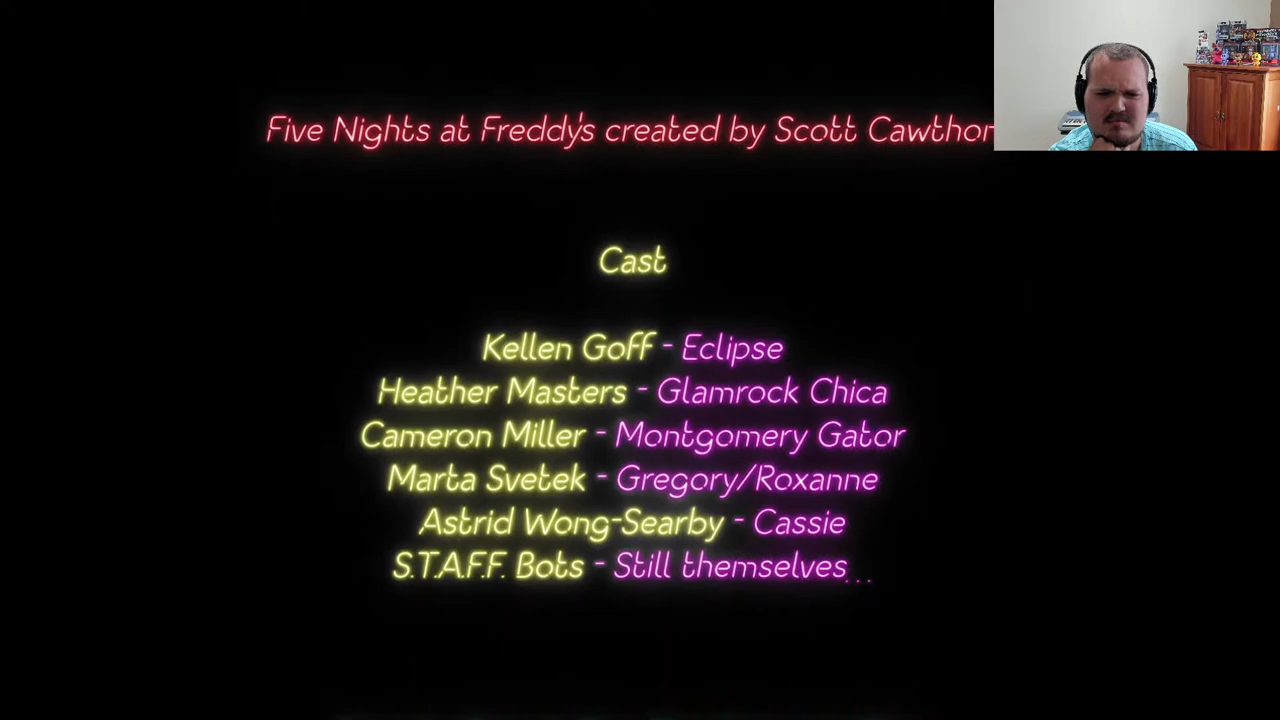 Five Nights at Freddy's created by Scott Cawthon
Cast
Kellen Goff - Eclipse
Heather Masters - Glamrock Chica
Cameron Miller - Montgomery Gator
Marta Svetek - Gregory/Roxanne
Astrid Wong-Searby - Cassie
S.T.A.F.F. Bots - Still themselves...